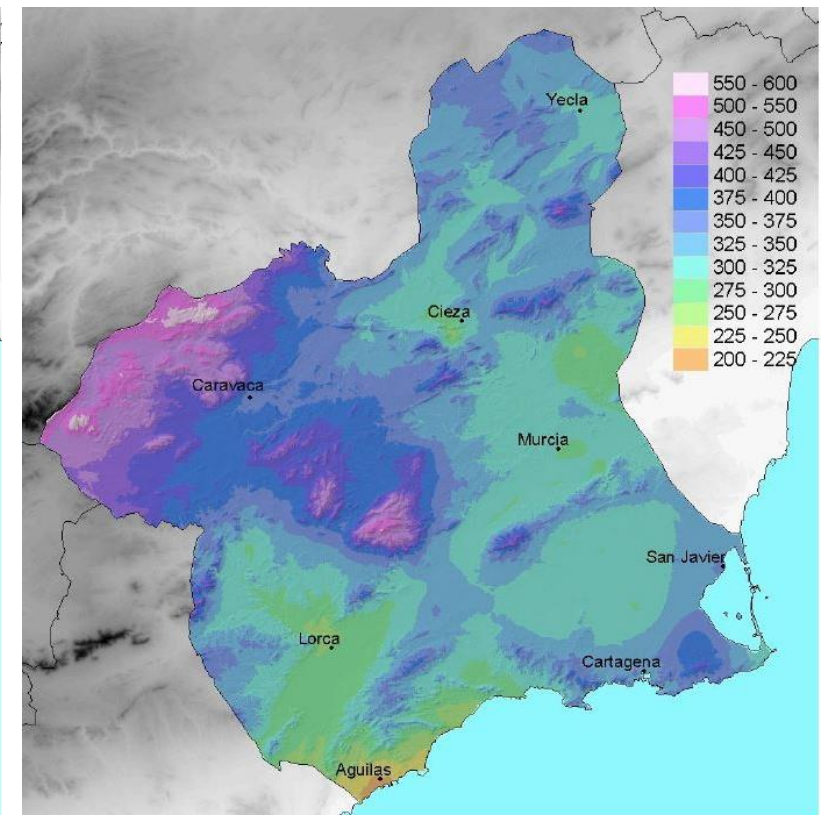 Yecla
550 - 600
500 - 550
450 - 500
425 - 450
400 - 425
375 - 400
350 - 375
325 - 350
300 - 325
275 - 300
250 - 275
225 - 250
200 - 225
Cieza
Caravaca
Murcia
San Javier
Lorca
Cartagena
Aguilas